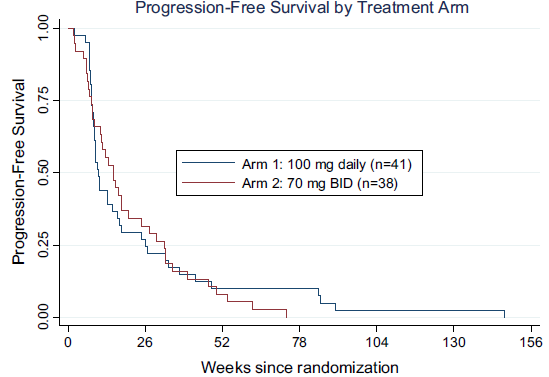 Progression-Free Survival by Treatment Arm
1.00
0.75
0.50
0.25
0.00
Progression-Free Survival
Arm 1: 100 mg daily (n=41)
Arm 2: 70 mg BID (n=38)
0 26 52 78 104 130 156
Weeks since randomization